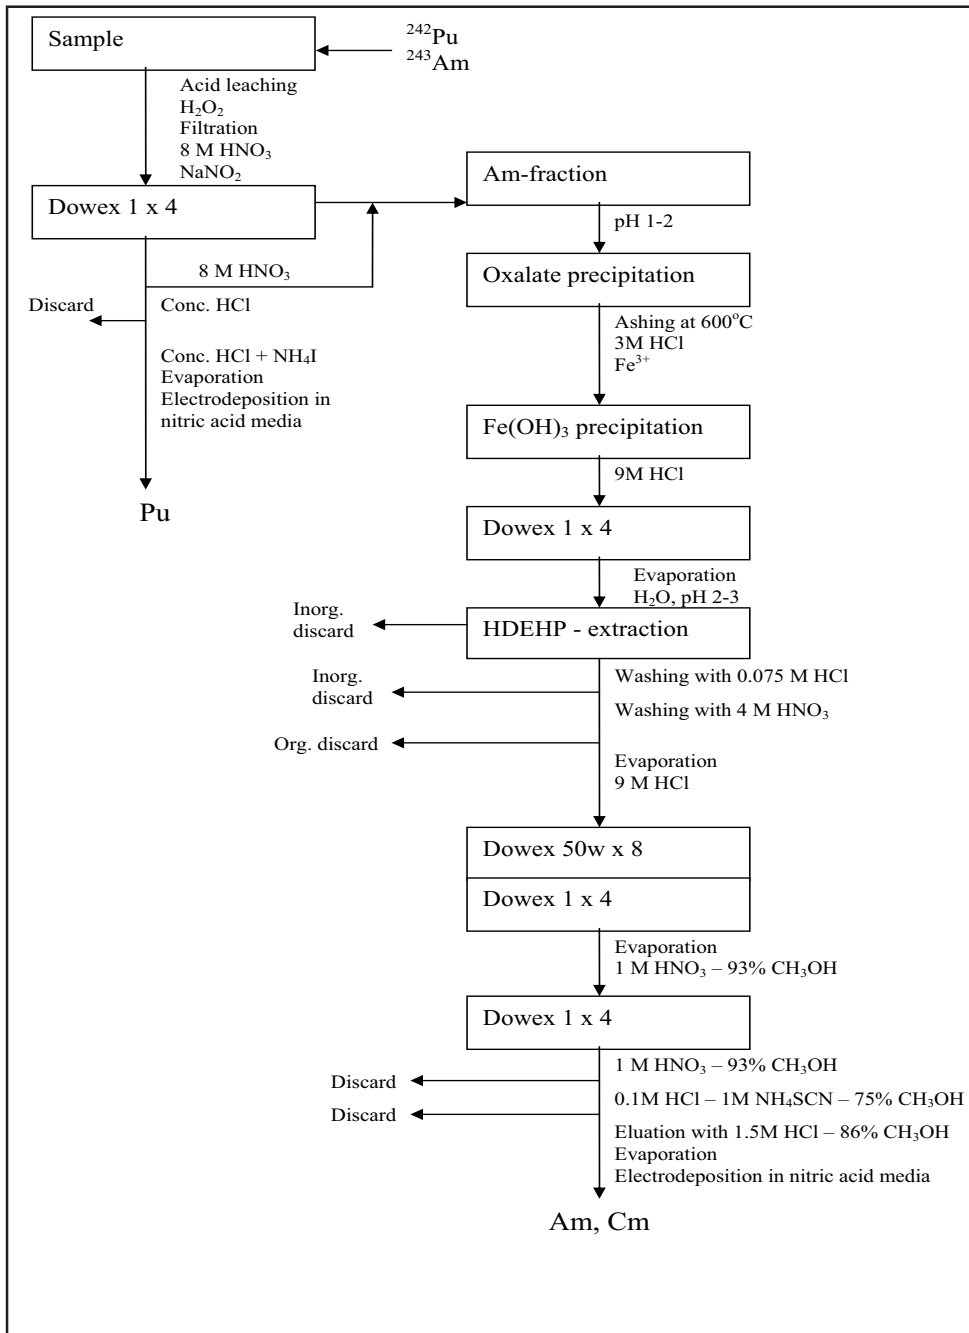 Sample
²⁴²Pu
²⁴³Am
Acid leaching
H₂O₂
Filtration
8 M HNO₃
NaNO₂
Dowex 1 x 4
8 M HNO₃
Discard
Conc. HCl
Conc. HCl + NH₄I
Evaporation
Electrodeposition in
nitric acid media
Pu
Am-fraction
pH 1-2
Oxalate precipitation
Ashing at 600°C
3M HCl
Fe³⁺
Fe(OH)₃ precipitation
9M HCl
Dowex 1 x 4
Evaporation
H₂O, pH 2-3
Inorg.
discard
HDEHP - extraction
Washing with 0.075 M HCl
Inorg.
discard
Washing with 4 M HNO₃
Org. discard
Evaporation
9 M HCl
Dowex 50w x 8
Dowex 1 x 4
Evaporation
1 M HNO₃ – 93% CH₃OH
Dowex 1 x 4
1 M HNO₃ – 93% CH₃OH
Discard
0.1M HCl – 1M NH₄SCN – 75% CH₃OH
Discard
Eluation with 1.5M HCl – 86% CH₃OH
Evaporation
Electrodeposition in nitric acid media
Am, Cm